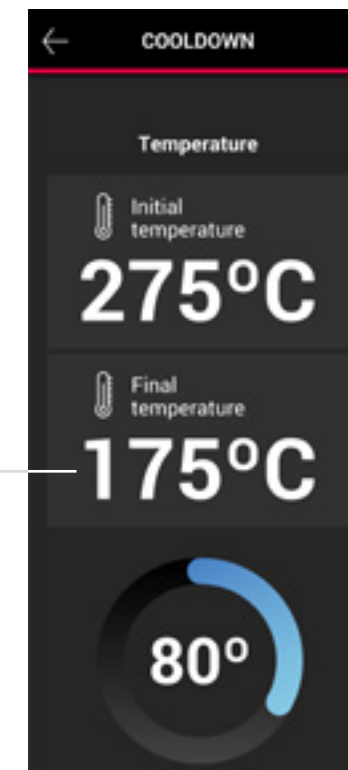 COOLDOWN
Temperature
Initial
temperature
275ºC
Final
temperature
175ºC
80º